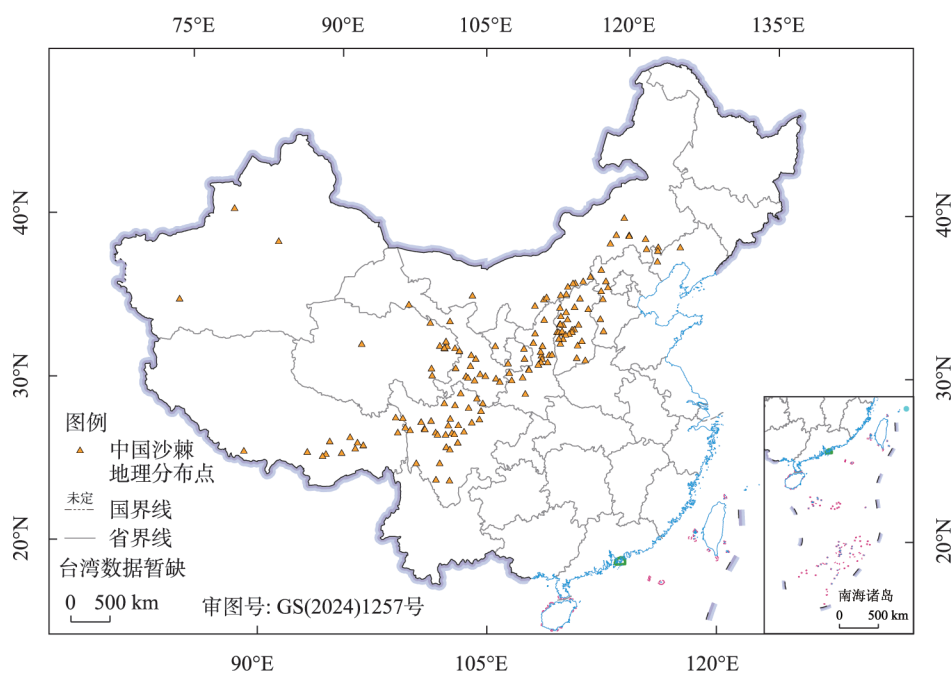 75°E 90°E 105°E 120°E 135°E
40°N 40°N
30°N 30°N
20°N 20°N
图例
中国沙棘
地理分布点
未定
国界线
省界线
台湾数据暂缺
0 500 km
审图号: GS(2024)1257号
南海诸岛
0 500 km
90°E 105°E 120°E